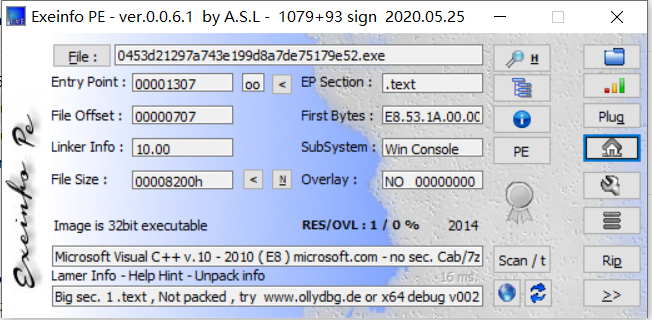 Exeinfo PE - ver.0.0.6.1 by A.S.L - 1079+93 sign 2020.05.25
File : 0453d21297a743e199d8a7de75179e52.exe H
Entry Point : 00001307 oo < EP Section : .text
File Offset : 00000707 First Bytes : E8.53.1A.00.00 Plug
Linker Info : 10.00 SubSystem : Win Console PE
File Size : 00008200h < N Overlay : NO 00000000
Image is 32bit executable RES/OVL : 1 / 0 % 2014
Microsoft Visual C++ v.10 - 2010 ( E8 ) microsoft.com - no sec. Cab/7z Scan / t Rip
Lamer Info - Help Hint - Unpack info 16 ms.
Big sec. 1 .text , Not packed , try www.ollydbg.de or x64 debug v002 >>
Exeinfo Pe